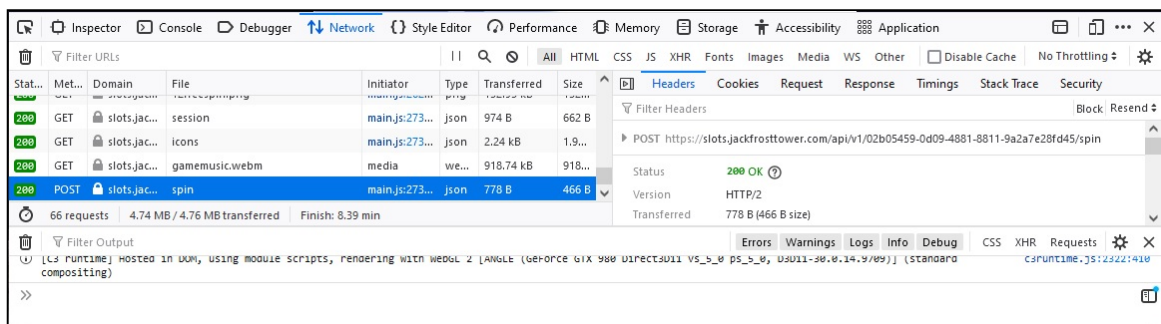 Inspector Console Debugger Network Style Editor Performance Memory Storage Accessibility Application
Filter URLs All HTML CSS JS XHR Fonts Images Media WS Other Disable Cache No Throttling
Stat... Met... Domain File Initiator Type Transferred Size
200 GET slots.jac...
200 GET slots.jac... session main.js:273... json 974 B 662 B
200 GET slots.jac... icons main.js:273... json 2.24 kB 1.9...
200 GET slots.jac... gamemusic.webm media we... 918.74 kB 918...
200 POST slots.jac... spin main.js:273... json 778 B 466 B
66 requests 4.74 MB / 4.76 MB transferred Finish: 8.39 min
Headers Cookies Request Response Timings Stack Trace Security
Filter Headers Block Resend
POST https://slots.jackfrosttower.com/api/v1/02b05459-0d09-4881-8811-9a2a7e28fd45/spin
Status 200 OK
Version HTTP/2
Transferred 778 B (466 B size)
Filter Output Errors Warnings Logs Info Debug CSS XHR Requests
[C3 runtime] Hosted in DOM, using module scripts, rendering with WebGL 2 [ANGLE (GeForce GTX 980 Direct3D11 vs_5_0 ps_5_0, D3D11-30.0.14.9709)] (standard c3runtime.js:2322:410
compositing)